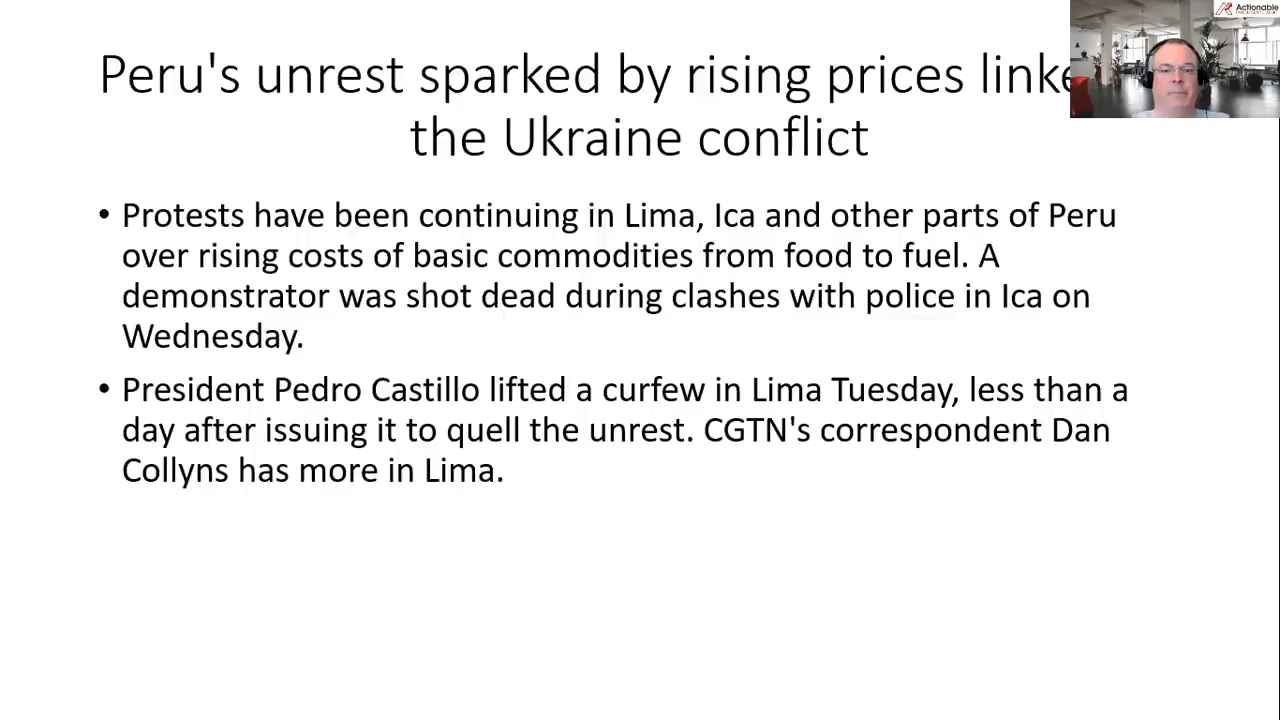 Peru's unrest sparked by rising prices linke
the Ukraine conflict
• Protests have been continuing in Lima, Ica and other parts of Peru
over rising costs of basic commodities from food to fuel. A
demonstrator was shot dead during clashes with police in Ica on
Wednesday.
• President Pedro Castillo lifted a curfew in Lima Tuesday, less than a
day after issuing it to quell the unrest. CGTN's correspondent Dan
Collyns has more in Lima.
Actionable